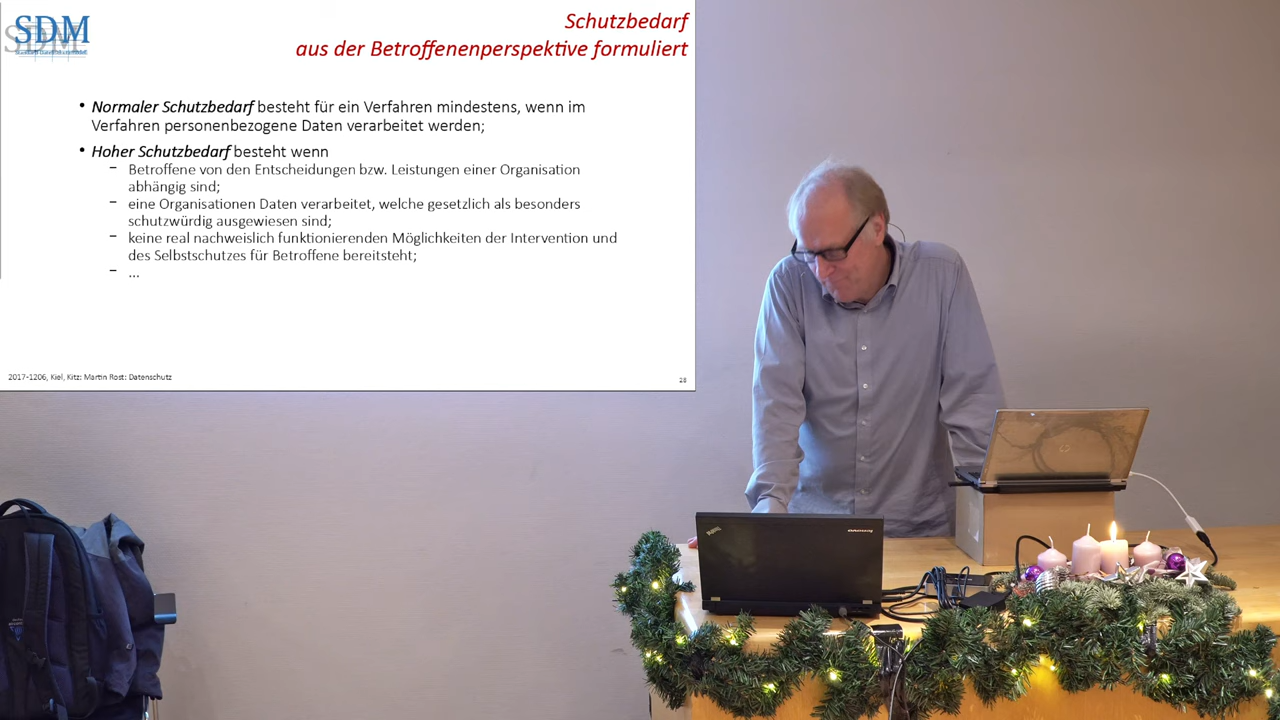 SDM
Schutzbedarf
aus der Betroffenenperspektive formuliert
• Normaler Schutzbedarf besteht für ein Verfahren mindestens, wenn im
Verfahren personenbezogene Daten verarbeitet werden;
• Hoher Schutzbedarf besteht wenn
– Betroffene von den Entscheidungen bzw. Leistungen einer Organisation
abhängig sind;
– eine Organisationen Daten verarbeitet, welche gesetzlich als besonders
schutzwürdig ausgewiesen sind;
– keine real nachweislich funktionierenden Möglichkeiten der Intervention und
des Selbstschutzes für Betroffene bereitsteht;
– ...
2017-1206, Kiel, Kitz: Martin Rost: Datenschutz
28
lenovo